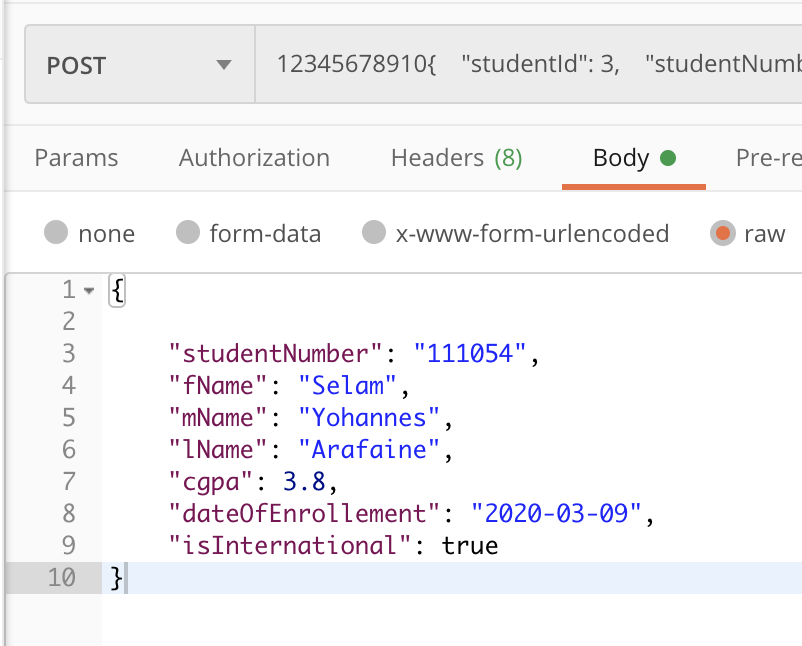 POST 12345678910{ "studentId": 3, "studentNumb
Params Authorization Headers (8) Body Pre-re
none form-data x-www-form-urlencoded raw
1 {
2
3 "studentNumber": "111054",
4 "fName": "Selam",
5 "mName": "Yohannes",
6 "lName": "Arafaine",
7 "cgpa": 3.8,
8 "dateOfEnrollement": "2020-03-09",
9 "isInternational": true
10 }